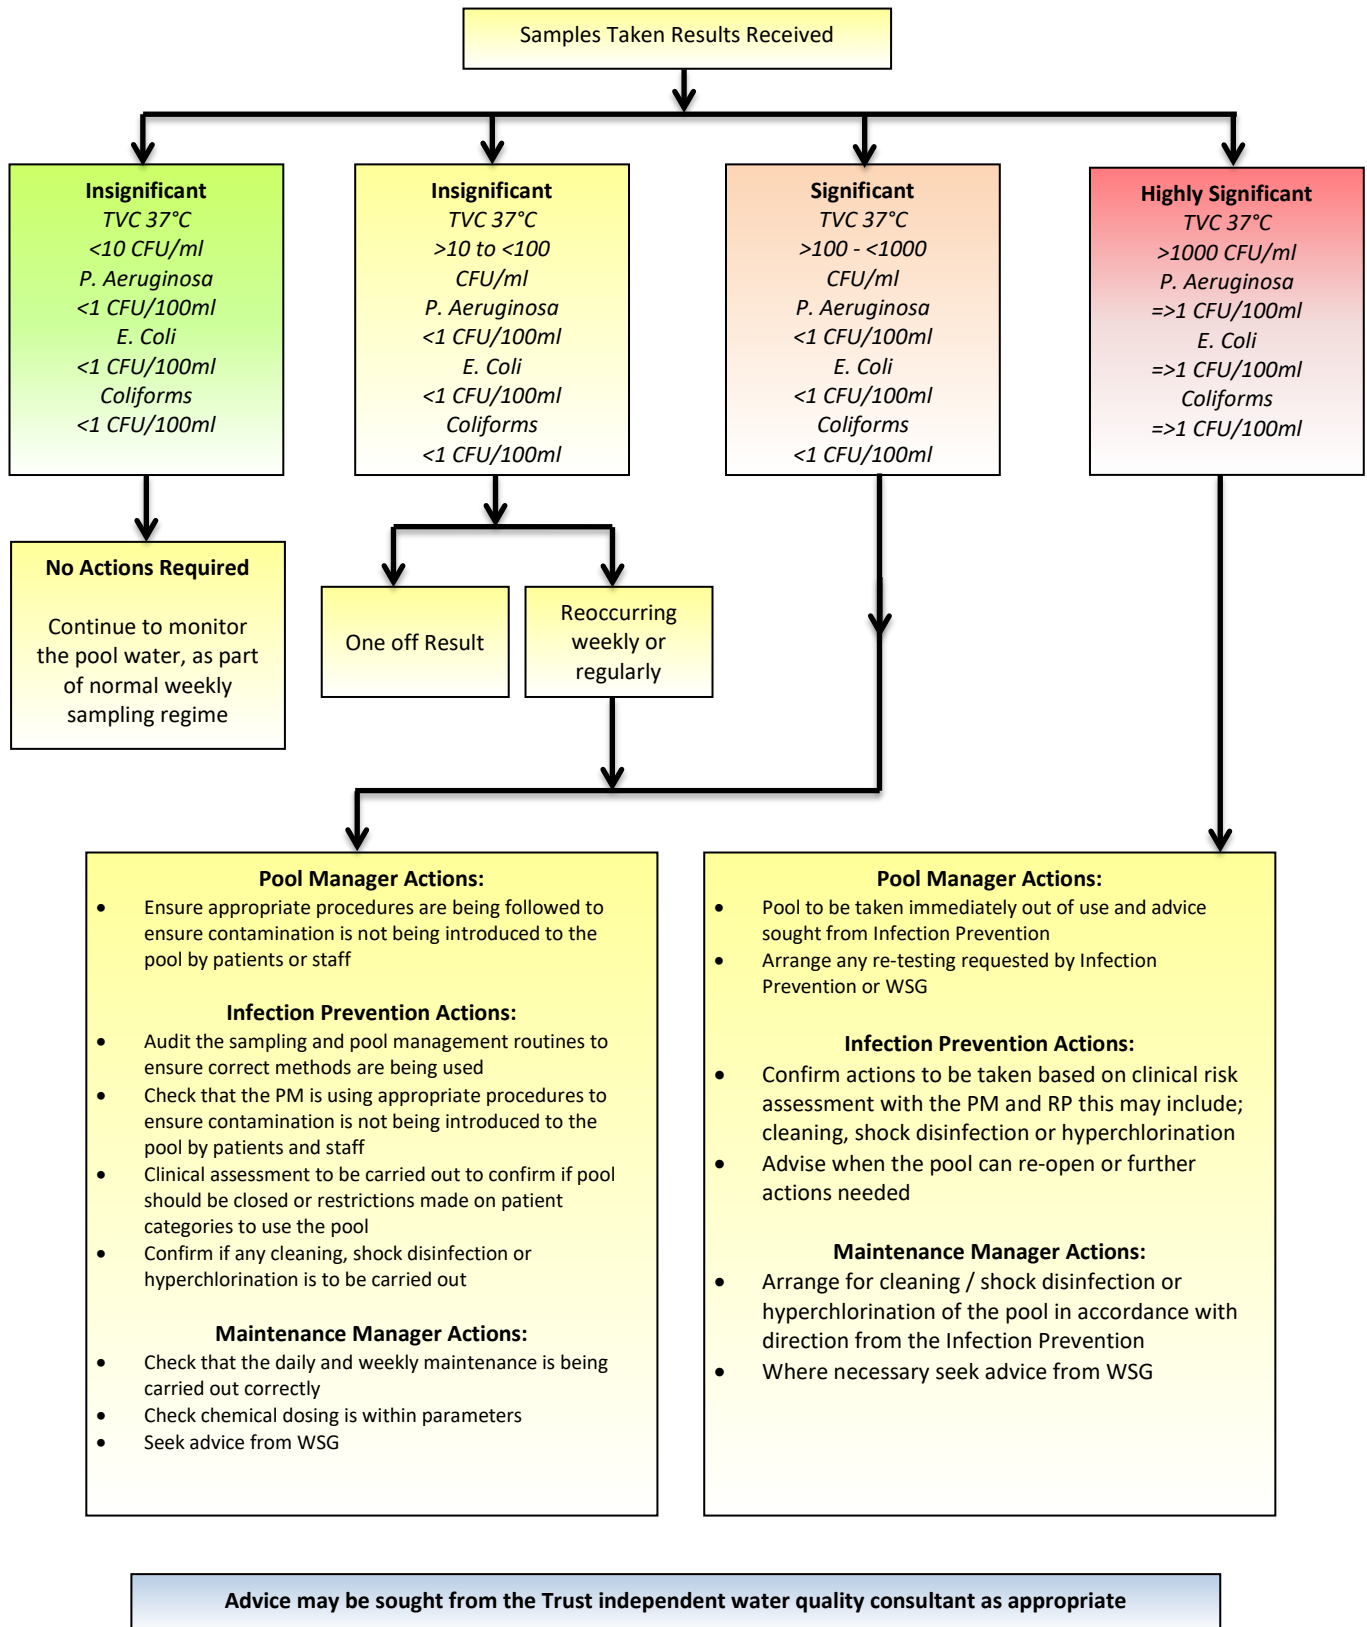 Samples Taken Results Received
Insignificant
TVC 37°C
<10 CFU/ml
P. Aeruginosa
<1 CFU/100ml
E. Coli
<1 CFU/100ml
Coliforms
<1 CFU/100ml
Insignificant
TVC 37°C
>10 to <100
CFU/ml
P. Aeruginosa
<1 CFU/100ml
E. Coli
<1 CFU/100ml
Coliforms
<1 CFU/100ml
Significant
TVC 37°C
>100 - <1000
CFU/ml
P. Aeruginosa
<1 CFU/100ml
E. Coli
<1 CFU/100ml
Coliforms
<1 CFU/100ml
Highly Significant
TVC 37°C
>1000 CFU/ml
P. Aeruginosa
=>1 CFU/100ml
E. Coli
=>1 CFU/100ml
Coliforms
=>1 CFU/100ml
No Actions Required
Continue to monitor
the pool water, as part
of normal weekly
sampling regime
One off Result
Reoccurring
weekly or
regularly
Pool Manager Actions:
• Ensure appropriate procedures are being followed to
ensure contamination is not being introduced to the
pool by patients or staff
Infection Prevention Actions:
• Audit the sampling and pool management routines to
ensure correct methods are being used
• Check that the PM is using appropriate procedures to
ensure contamination is not being introduced to the
pool by patients and staff
• Clinical assessment to be carried out to confirm if pool
should be closed or restrictions made on patient
categories to use the pool
• Confirm if any cleaning, shock disinfection or
hyperchlorination is to be carried out
Maintenance Manager Actions:
• Check that the daily and weekly maintenance is being
carried out correctly
• Check chemical dosing is within parameters
• Seek advice from WSG
Pool Manager Actions:
• Pool to be taken immediately out of use and advice
sought from Infection Prevention
• Arrange any re-testing requested by Infection
Prevention or WSG
Infection Prevention Actions:
• Confirm actions to be taken based on clinical risk
assessment with the PM and RP this may include;
cleaning, shock disinfection or hyperchlorination
• Advise when the pool can re-open or further
actions needed
Maintenance Manager Actions:
• Arrange for cleaning / shock disinfection or
hyperchlorination of the pool in accordance with
direction from the Infection Prevention
• Where necessary seek advice from WSG
Advice may be sought from the Trust independent water quality consultant as appropriate